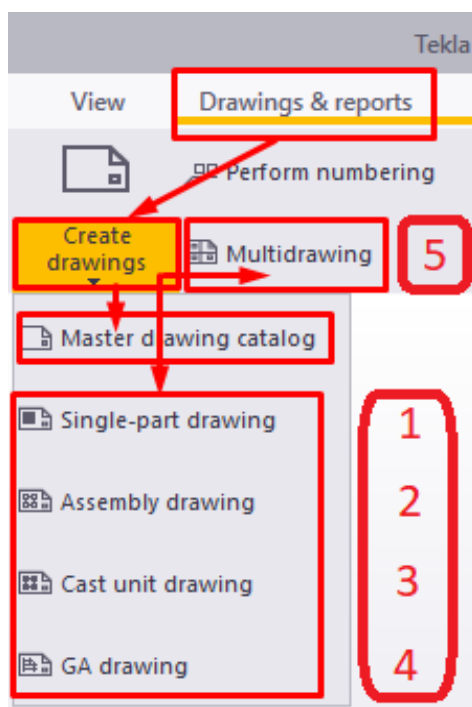 Tekla
View
Drawings & reports
Perform numbering
Create
drawings
Multidrawing
5
Master drawing catalog
Single-part drawing
1
Assembly drawing
2
Cast unit drawing
3
GA drawing
4